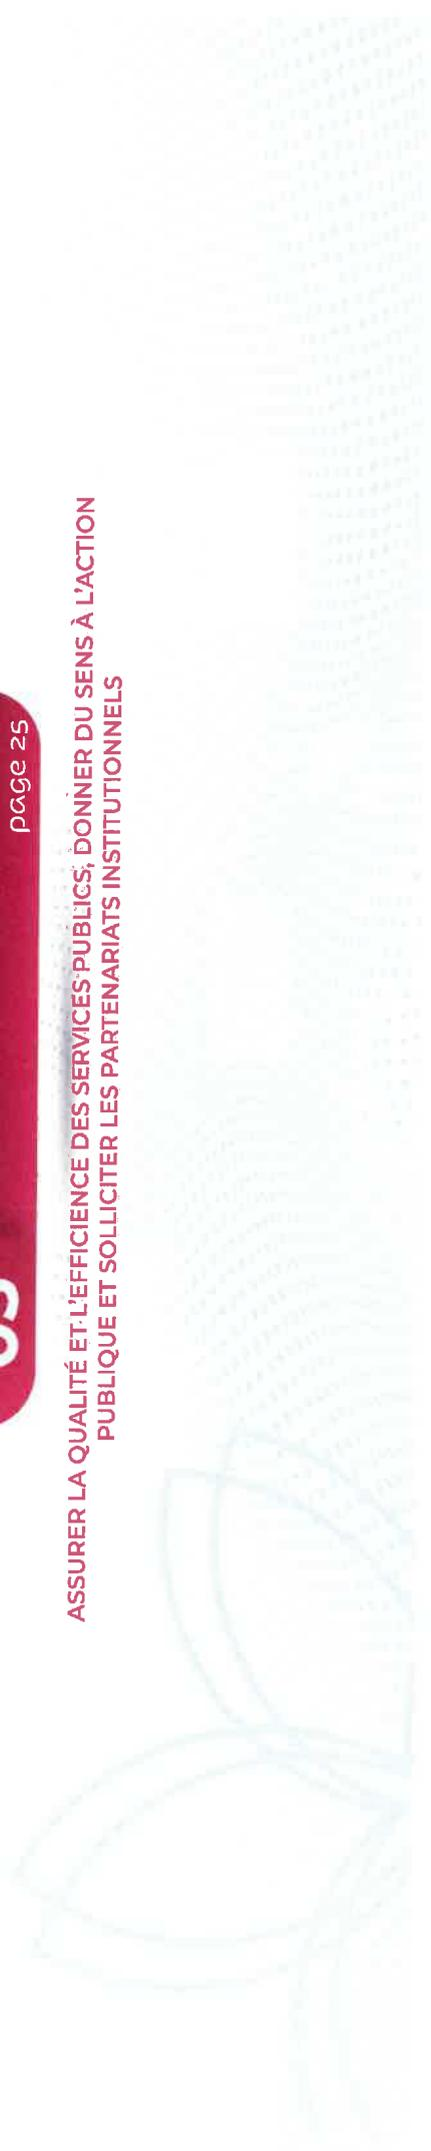 page 25
ASSURER LA QUALITÉ ET L'EFFICIENCE DES SERVICES PUBLICS, DONNER DU SENS À L'ACTION
PUBLIQUE ET SOLLICITER LES PARTENARIATS INSTITUTIONNELS